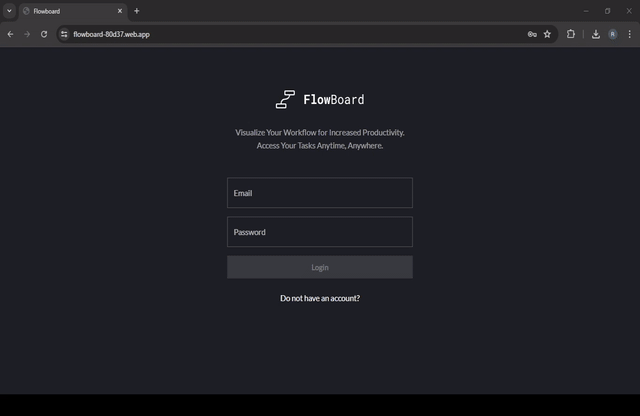 Flowboard
flowboard-80d37.web.app
R
FlowBoard
Visualize Your Workflow for Increased Productivity.
Access Your Tasks Anytime, Anywhere.
Email
Password
Login
Do not have an account?